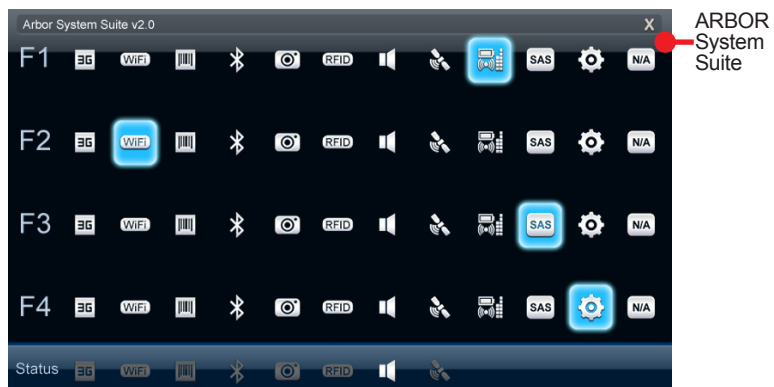 Arbor System Suite v2.0 X
F1 3G WiFi RFID SAS N/A
F2 3G WiFi RFID SAS N/A
F3 3G WiFi RFID SAS N/A
F4 3G WiFi RFID SAS N/A
Status 3G WiFi RFID
ARBOR
System
Suite